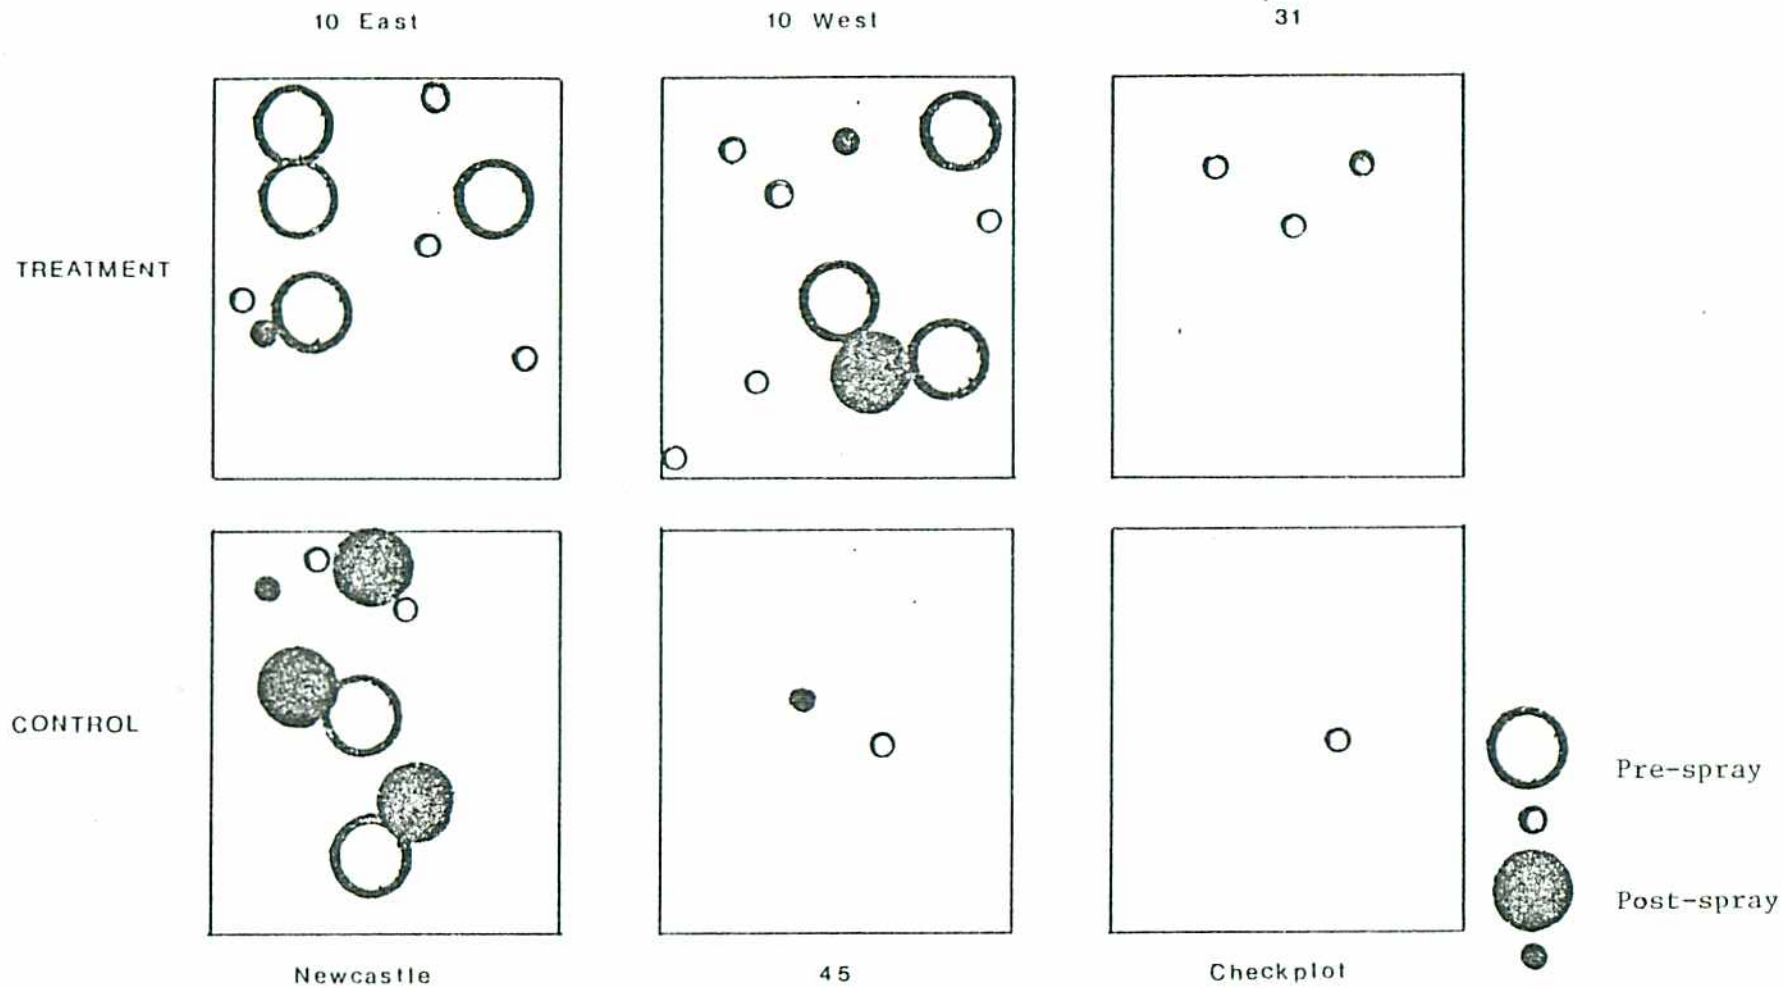 10 East
10 West
31
TREATMENT
CONTROL
Pre-spray
Post-spray
Newcastle
45
Checkplot